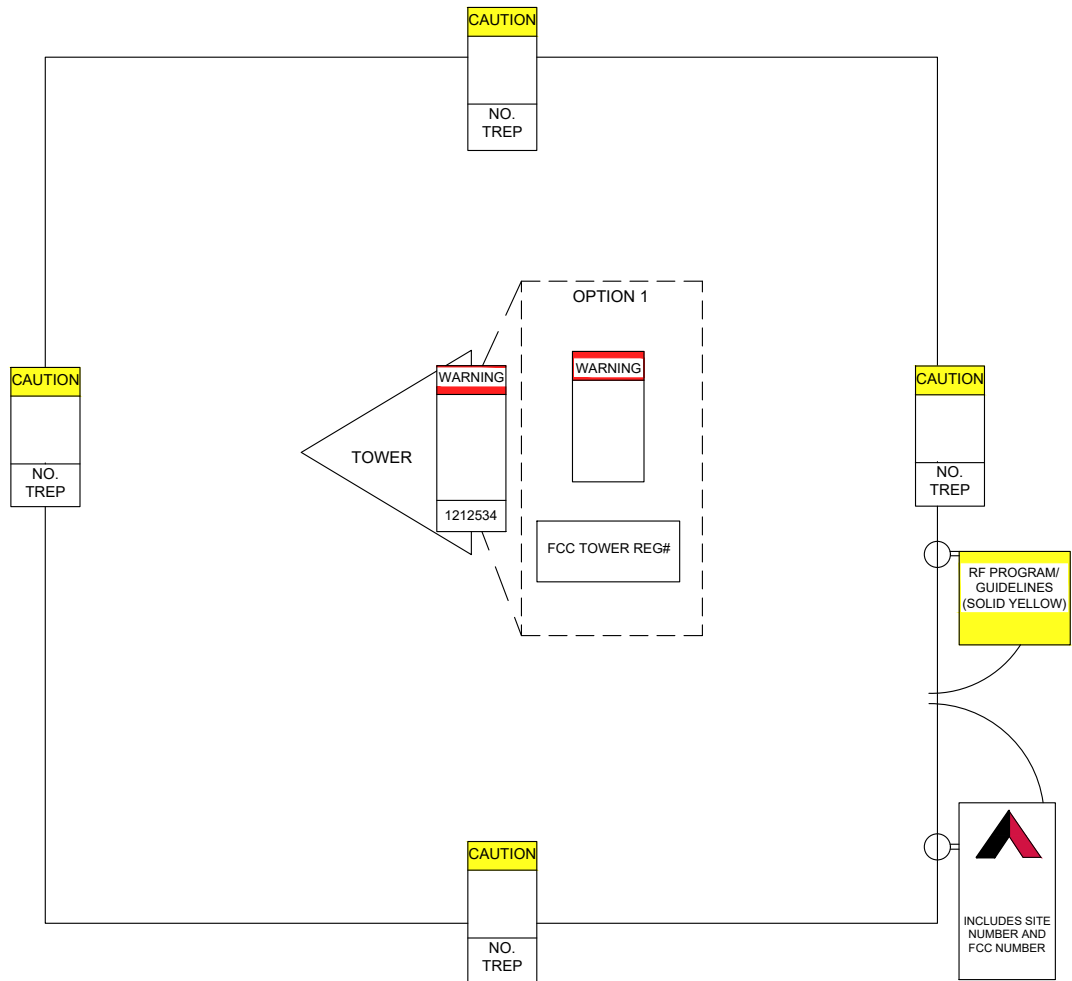 CAUTION
NO.
TREP
OPTION 1
WARNING
WARNING
CAUTION
NO.
TREP
TOWER
1212534
FCC TOWER REG#
CAUTION
NO.
TREP
RF PROGRAM/
GUIDELINES
(SOLID YELLOW)
CAUTION
NO.
TREP
INCLUDES SITE
NUMBER AND
FCC NUMBER